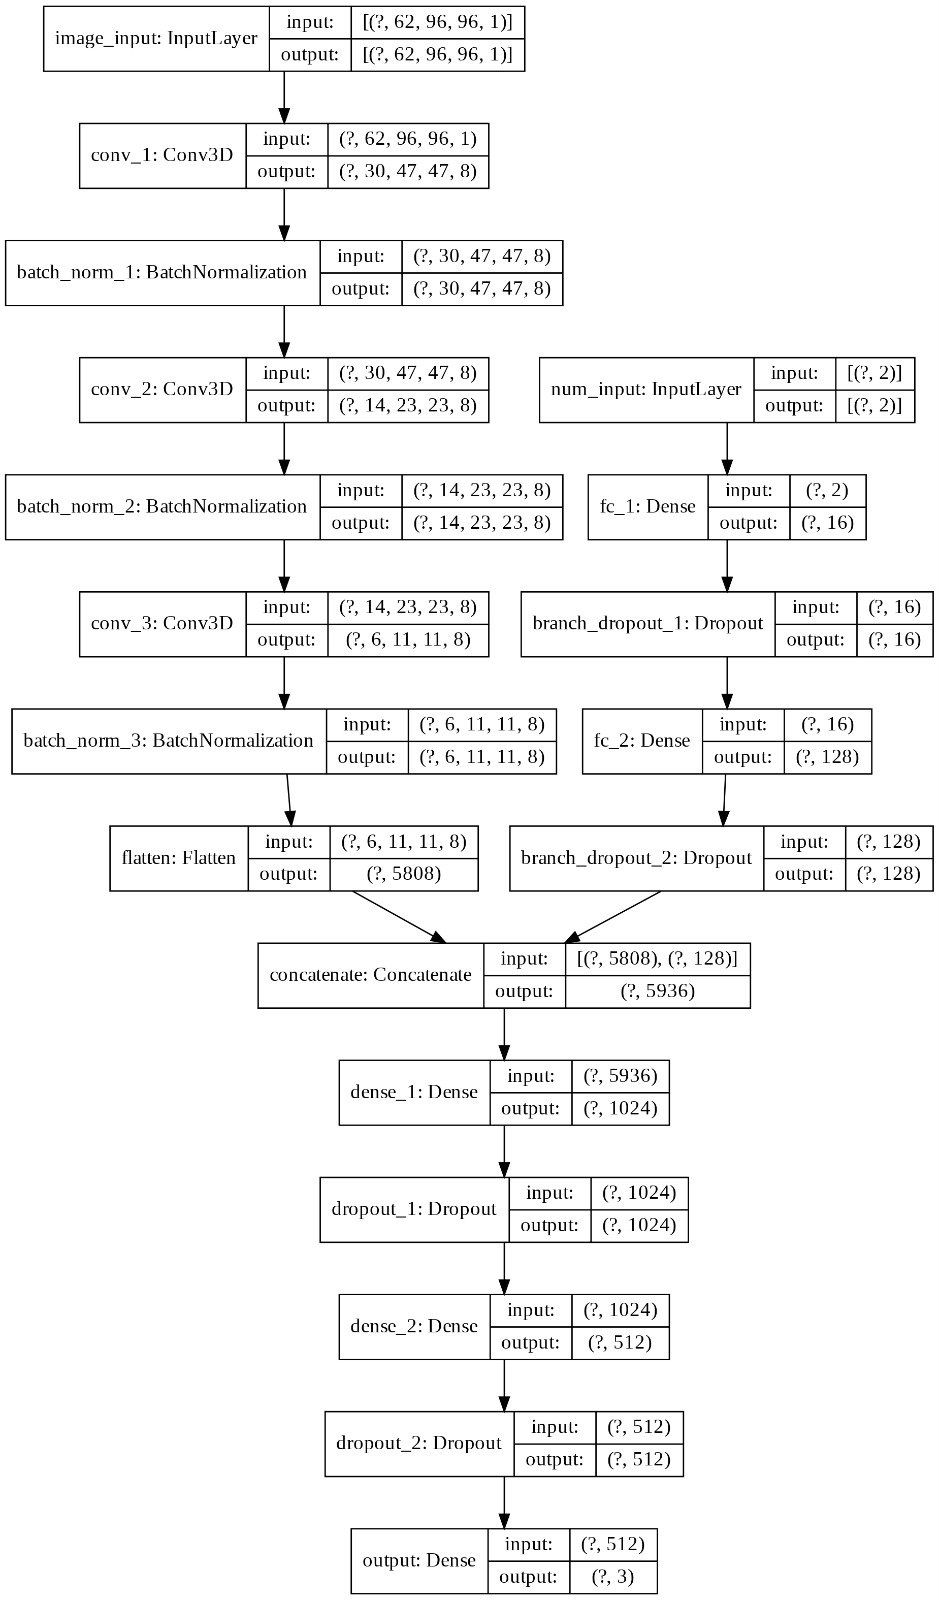 image_input: InputLayer
input: [(?, 62, 96, 96, 1)]
output: [(?, 62, 96, 96, 1)]
conv_1: Conv3D
input: (?, 62, 96, 96, 1)
output: (?, 30, 47, 47, 8)
batch_norm_1: BatchNormalization
input: (?, 30, 47, 47, 8)
output: (?, 30, 47, 47, 8)
conv_2: Conv3D
input: (?, 30, 47, 47, 8)
output: (?, 14, 23, 23, 8)
batch_norm_2: BatchNormalization
input: (?, 14, 23, 23, 8)
output: (?, 14, 23, 23, 8)
conv_3: Conv3D
input: (?, 14, 23, 23, 8)
output: (?, 6, 11, 11, 8)
batch_norm_3: BatchNormalization
input: (?, 6, 11, 11, 8)
output: (?, 6, 11, 11, 8)
flatten: Flatten
input: (?, 6, 11, 11, 8)
output: (?, 5808)
num_input: InputLayer
input: [(?, 2)]
output: [(?, 2)]
fc_1: Dense
input: (?, 2)
output: (?, 16)
branch_dropout_1: Dropout
input: (?, 16)
output: (?, 16)
fc_2: Dense
input: (?, 16)
output: (?, 128)
branch_dropout_2: Dropout
input: (?, 128)
output: (?, 128)
concatenate: Concatenate
input: [(?, 5808), (?, 128)]
output: (?, 5936)
dense_1: Dense
input: (?, 5936)
output: (?, 1024)
dropout_1: Dropout
input: (?, 1024)
output: (?, 1024)
dense_2: Dense
input: (?, 1024)
output: (?, 512)
dropout_2: Dropout
input: (?, 512)
output: (?, 512)
output: Dense
input: (?, 512)
output: (?, 3)